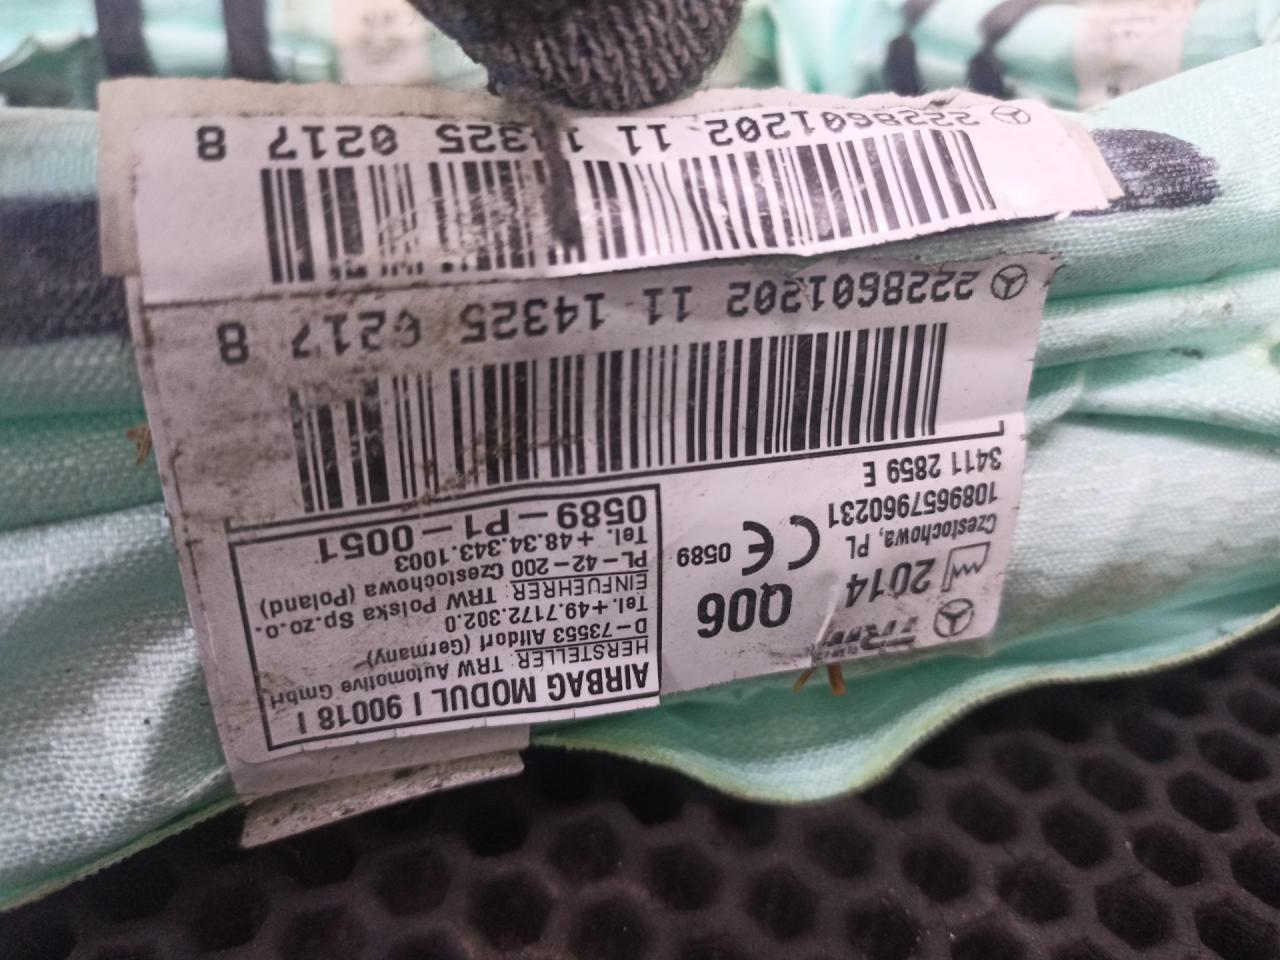 AIRBAG MODUL I 90018 I
HERSTELLER: TRW Automotive GmbH
D-73553 Alfdorf (Germany)
Tel. +49.7172.302.0
EINFUEHRER: TRW Polska Sp.zo.o.
PL-42-200 Czestochowa (Poland)
Tel. +48.34.343.1003
0589-P1-0051
TRW
2014
Q06
Czestochowa, PL
CE 0589
1089657960231
3411 2859 E
2228601202 11 14325 0217 8
2228601202 11 14325 0217 8